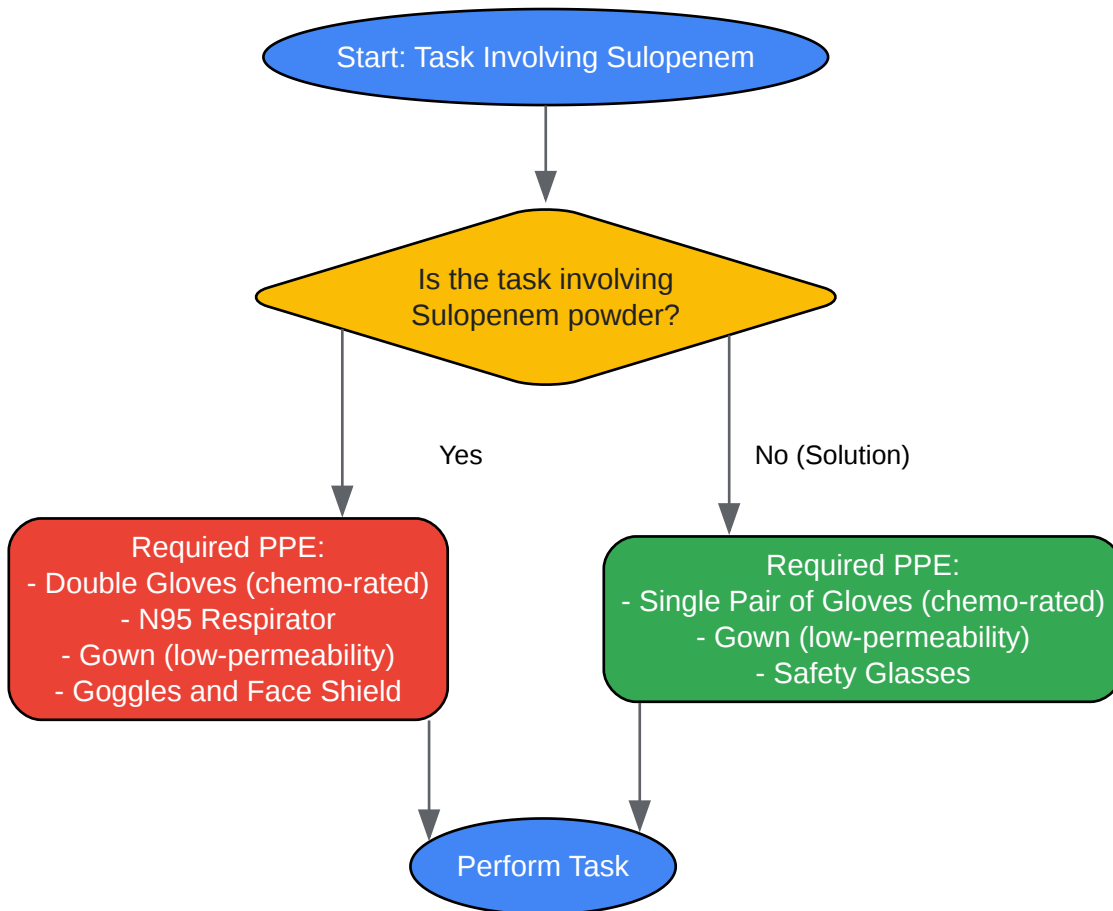 Start: Task Involving Sulopenem
Is the task involving
Sulopenem powder?
Yes
No (Solution)
Required PPE:
- Double Gloves (chemo-rated)
- N95 Respirator
- Gown (low-permeability)
- Goggles and Face Shield
Required PPE:
- Single Pair of Gloves (chemo-rated)
- Gown (low-permeability)
- Safety Glasses
Perform Task